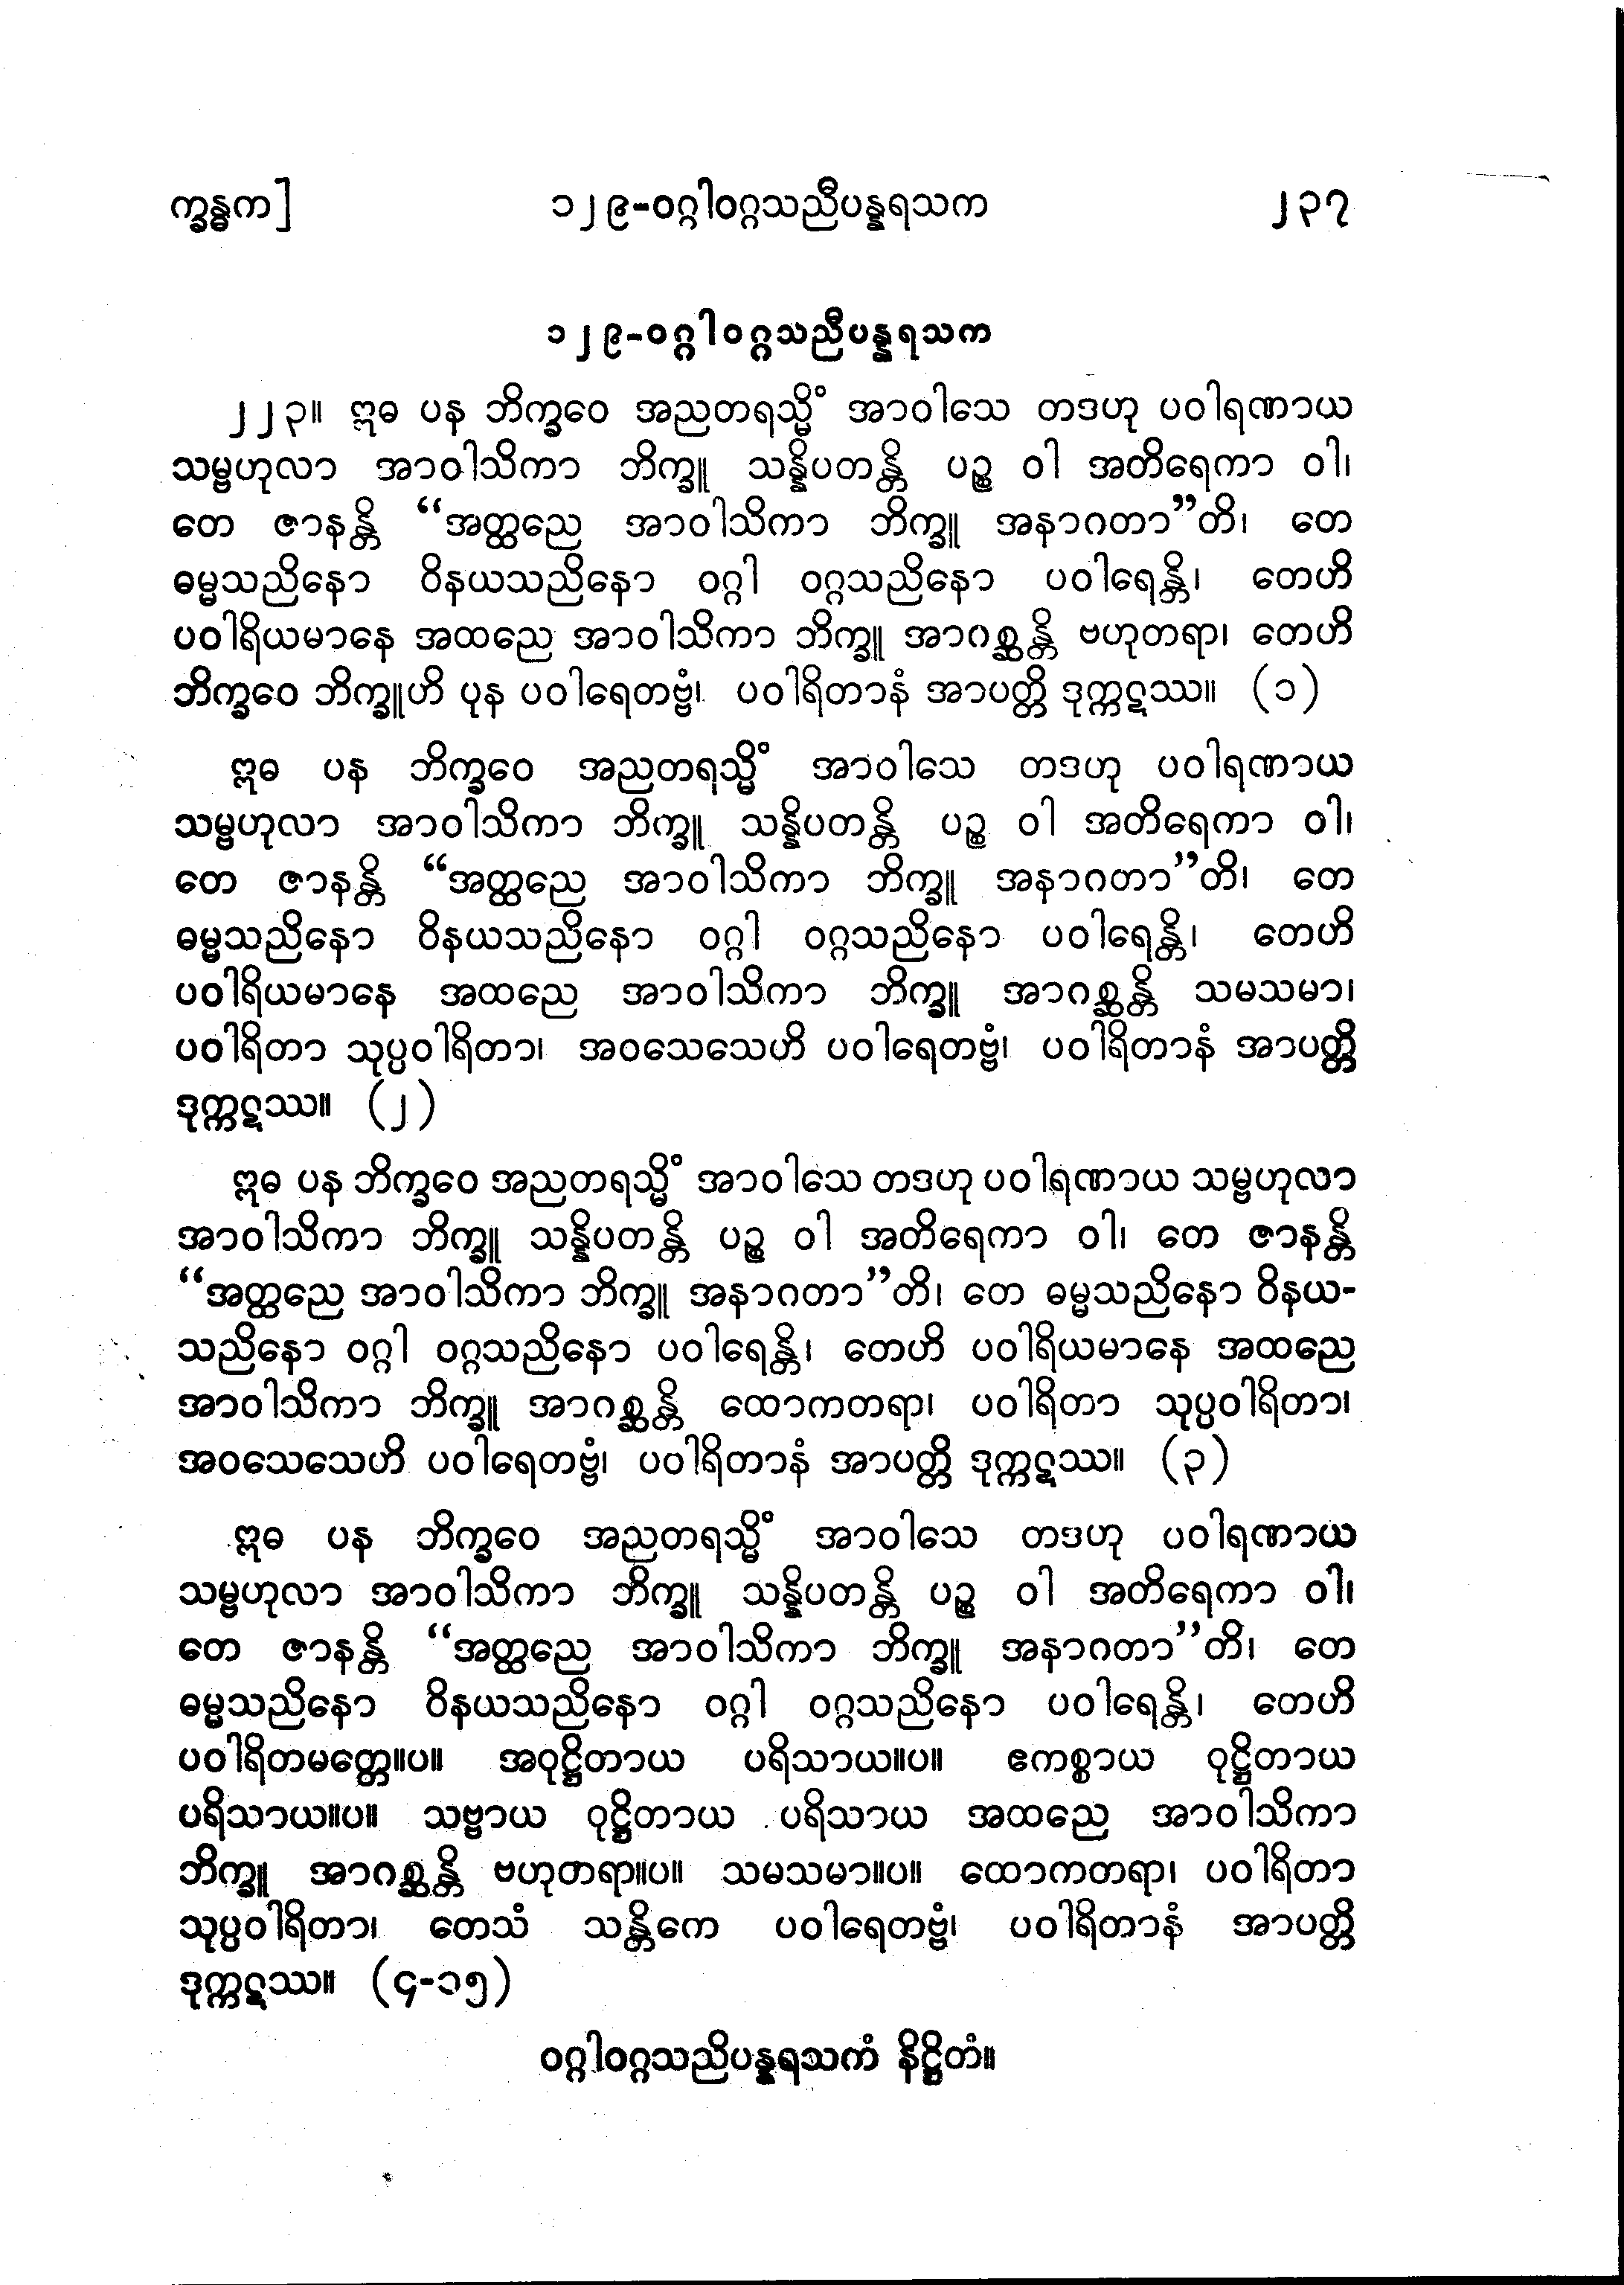 က္ခန္ဓက]
၁၂၉-ဝဂ္ဂါဝဂ္ဂသညီပန္နရသက
၂၃၇
၁၂၉-ဝဂ္ဂါဝဂ္ဂသညီပန္နရသက
၂၂၃။ ဣဓ ပန ဘိက္ခဝေ အညတရသ္မိံ အာဝါသေ တဒဟု ပဝါရဏာယ
သမ္ဗဟုလာ အာဝါသိကာ ဘိက္ခူ သန္နိပတန္တိ ပဉ္စ ဝါ အတိရေကာ ဝါ၊
တေ ဇာနန္တိ “အတ္ထညေ အာဝါသိကာ ဘိက္ခူ အနာဂတာ”တိ၊ တေ
ဓမ္မသညိနော ဝိနယသညိနော ဝဂ္ဂါ ဝဂ္ဂသညိနော ပဝါရေန္တိ၊ တေဟိ
ပဝါရိယမာနေ အထညေ အာဝါသိကာ ဘိက္ခူ အာဂစ္ဆန္တိ ဗဟုတရာ၊ တေဟိ
ဘိက္ခဝေ ဘိက္ခူဟိ ပုန ပဝါရေတဗ္ဗံ၊ ပဝါရိတာနံ အာပတ္တိ ဒုက္ကဋဿ။ (၁)
ဣဓ ပန ဘိက္ခဝေ အညတရသ္မိံ အာဝါသေ တဒဟု ပဝါရဏာယ
သမ္ဗဟုလာ အာဝါသိကာ ဘိက္ခူ သန္နိပတန္တိ ပဉ္စ ဝါ အတိရေကာ ဝါ၊
တေ ဇာနန္တိ “အတ္ထညေ အာဝါသိကာ ဘိက္ခူ အနာဂတာ”တိ၊ တေ
ဓမ္မသညိနော ဝိနယသညိနော ဝဂ္ဂါ ဝဂ္ဂသညိနော ပဝါရေန္တိ၊ တေဟိ
ပဝါရိယမာနေ အထညေ အာဝါသိကာ ဘိက္ခူ အာဂစ္ဆန္တိ သမသမာ၊
ပဝါရိတာ သုပ္ပဝါရိတာ၊ အဝသေသေဟိ ပဝါရေတဗ္ဗံ၊ ပဝါရိတာနံ အာပတ္တိ
ဒုက္ကဋဿ။ (၂)
ဣဓ ပန ဘိက္ခဝေ အညတရသ္မိံ အာဝါသေ တဒဟု ပဝါရဏာယ သမ္ဗဟုလာ
အာဝါသိကာ ဘိက္ခူ သန္နိပတန္တိ ပဉ္စ ဝါ အတိရေကာ ဝါ၊ တေ ဇာနန္တိ
“အတ္ထညေ အာဝါသိကာ ဘိက္ခူ အနာဂတာ”တိ၊ တေ ဓမ္မသညိနော ဝိနယ-
သညိနော ဝဂ္ဂါ ဝဂ္ဂသညိနော ပဝါရေန္တိ၊ တေဟိ ပဝါရိယမာနေ အထညေ
အာဝါသိကာ ဘိက္ခူ အာဂစ္ဆန္တိ ထောကတရာ၊ ပဝါရိတာ သုပ္ပဝါရိတာ၊
အဝသေသေဟိ ပဝါရေတဗ္ဗံ၊ ပဝါရိတာနံ အာပတ္တိ ဒုက္ကဋဿ။ (၃)
ဣဓ ပန ဘိက္ခဝေ အညတရသ္မိံ အာဝါသေ တဒဟု ပဝါရဏာယ
သမ္ဗဟုလာ အာဝါသိကာ ဘိက္ခူ သန္နိပတန္တိ ပဉ္စ ဝါ အတိရေကာ ဝါ၊
တေ ဇာနန္တိ “အတ္ထညေ အာဝါသိကာ ဘိက္ခူ အနာဂတာ”တိ၊ တေ
ဓမ္မသညိနော ဝိနယသညိနော ဝဂ္ဂါ ဝဂ္ဂသညိနော ပဝါရေန္တိ၊ တေဟိ
ပဝါရိတမတ္တေ။ပ။ အဝုဋ္ဌိတာယ ပရိသာယ။ပ။ ဧကစ္စာယ ဝုဋ္ဌိတာယ
ပရိသာယ။ပ။ သဗ္ဗာယ ဝုဋ္ဌိတာယ ပရိသာယ အထညေ အာဝါသိကာ
ဘိက္ခူ အာဂစ္ဆန္တိ ဗဟုတရာ။ပ။ သမသမာ။ပ။ ထောကတရာ၊ ပဝါရိတာ
သုပ္ပဝါရိတာ၊ တေသံ သန္တိကေ ပဝါရေတဗ္ဗံ၊ ပဝါရိတာနံ အာပတ္တိ
ဒုက္ကဋဿ။ (၄-၁၅)
ဝဂ္ဂါဝဂ္ဂသညိပန္နရသကံ နိဋ္ဌိတံ။